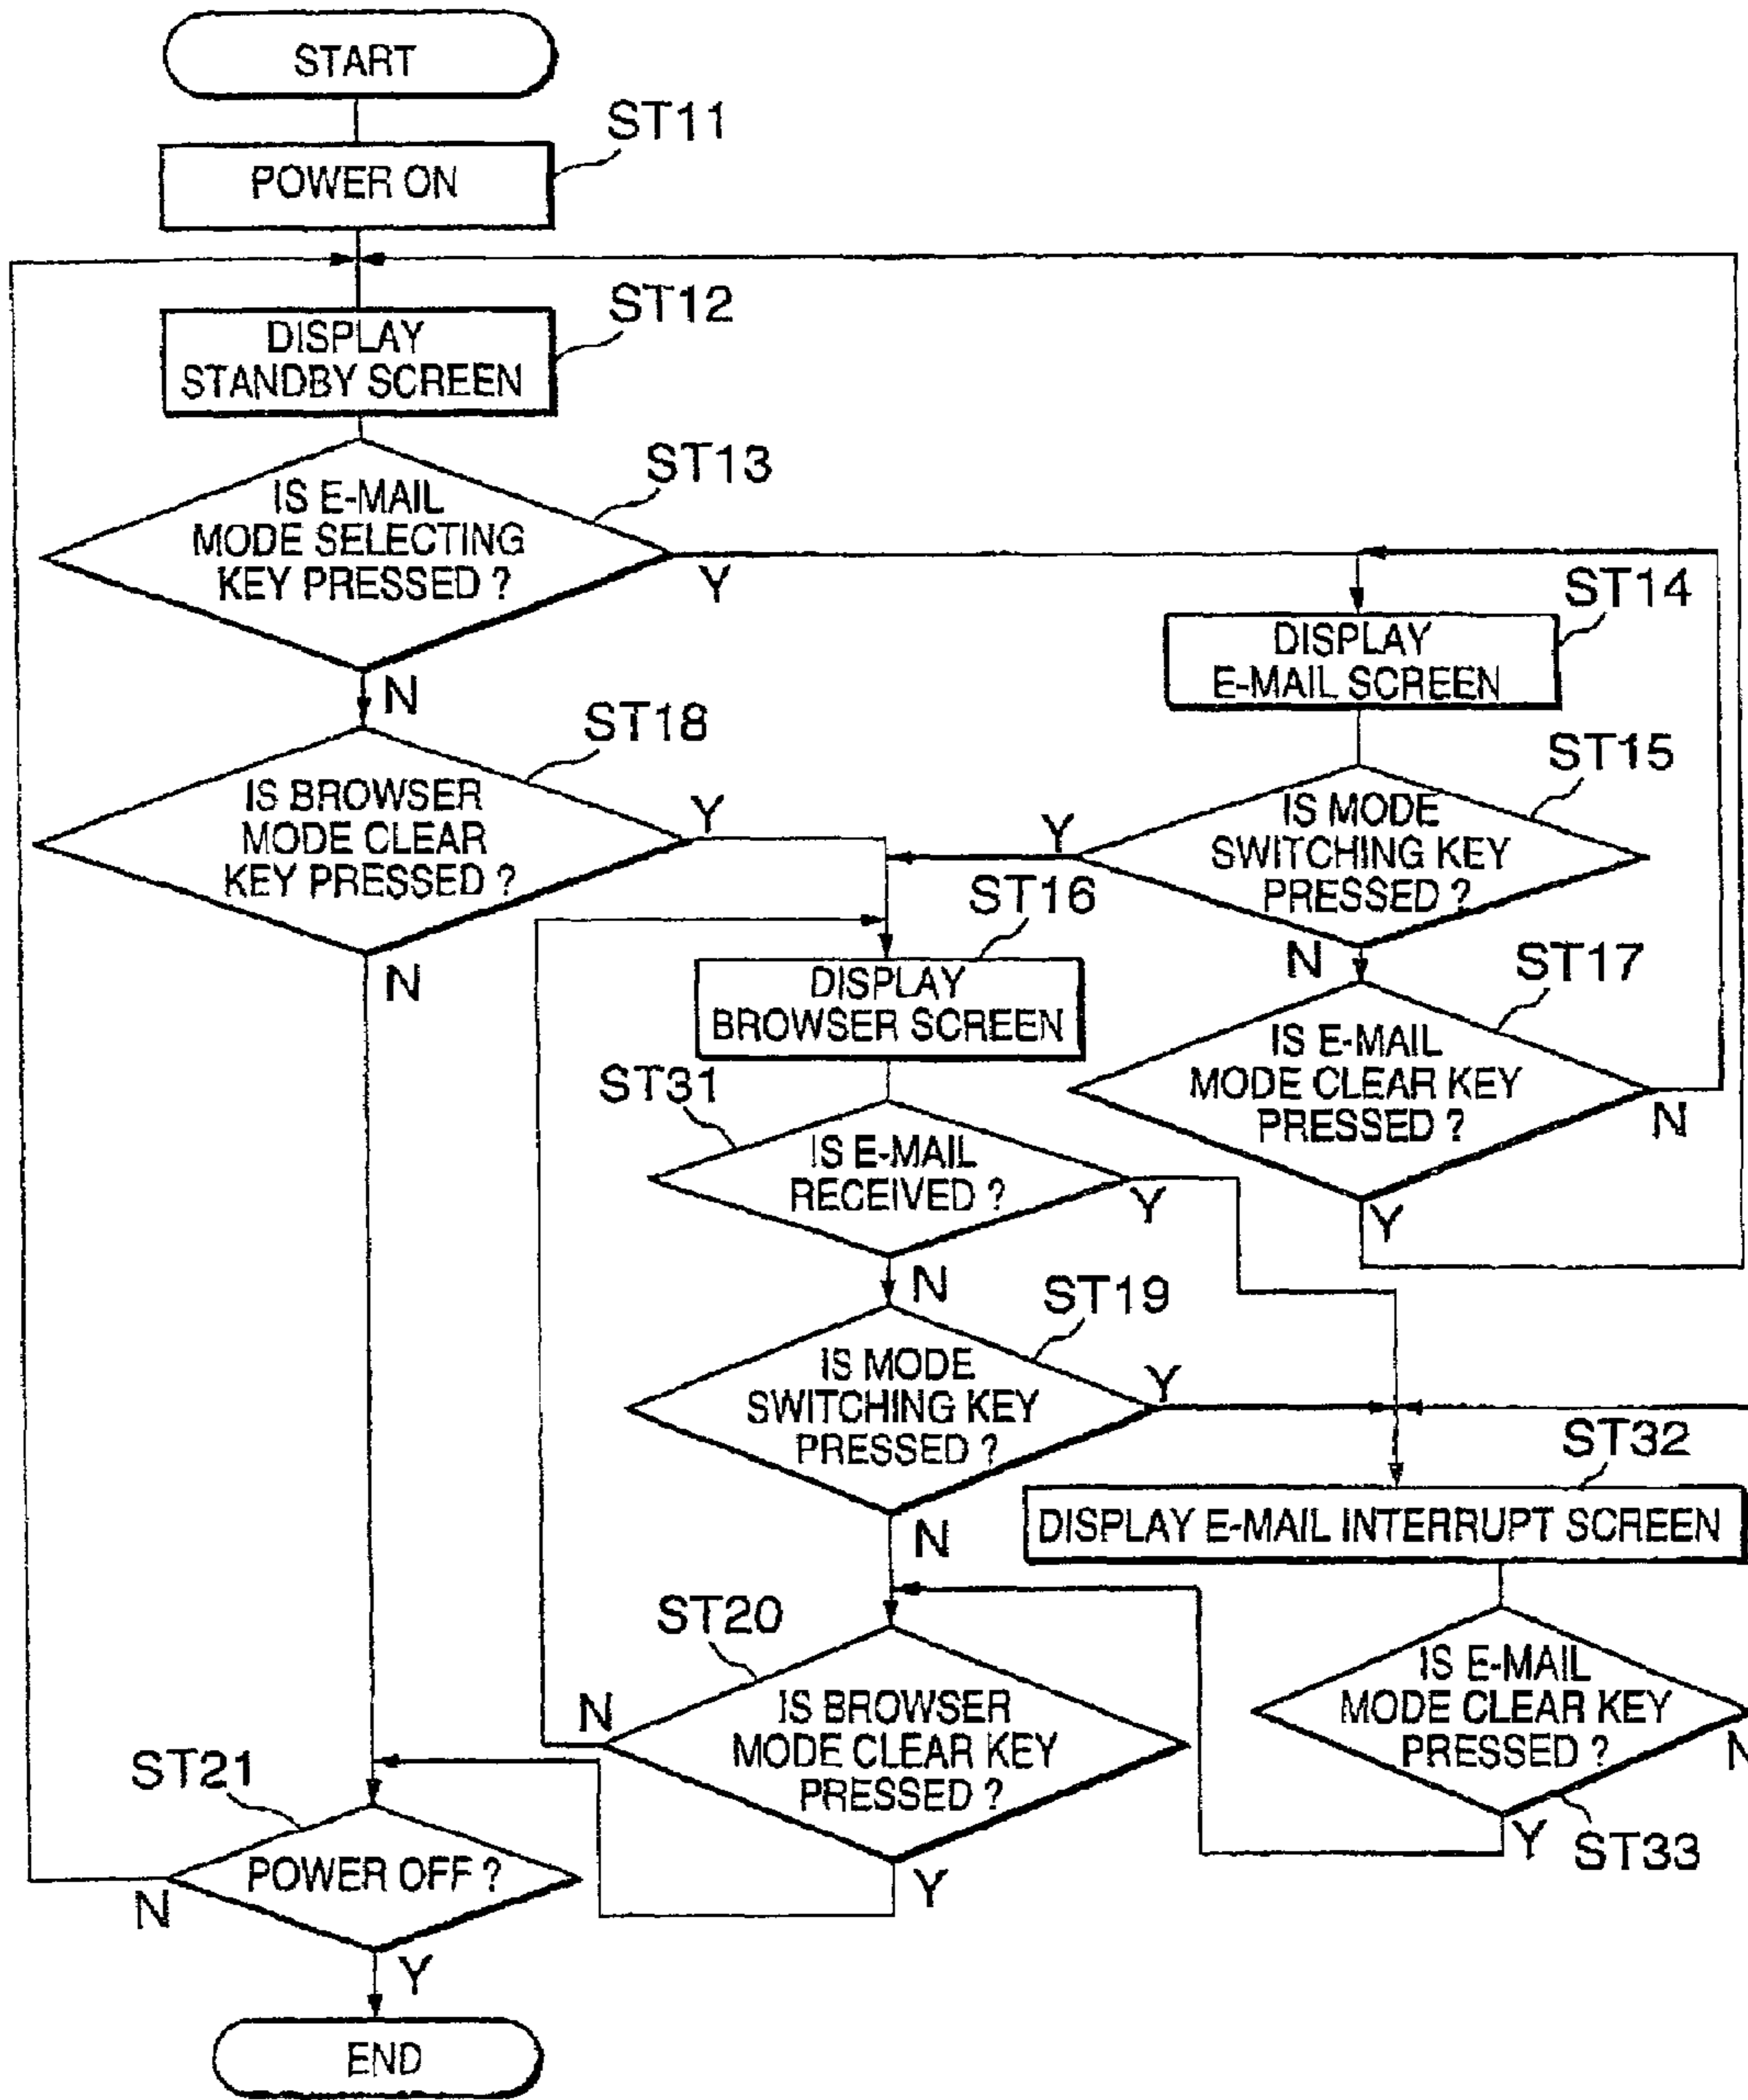 START
ST11
POWER ON
ST12
DISPLAY
STANDBY SCREEN
ST13
IS E-MAIL
MODE SELECTING
KEY PRESSED ?
Y
N
ST14
DISPLAY
E-MAIL SCREEN
ST18
IS BROWSER
MODE CLEAR
KEY PRESSED ?
Y
N
ST15
IS MODE
SWITCHING KEY
PRESSED ?
Y
N
ST16
DISPLAY
BROWSER SCREEN
ST17
IS E-MAIL
MODE CLEAR KEY
PRESSED ?
N
Y
ST31
IS E-MAIL
RECEIVED ?
Y
N
ST19
IS MODE
SWITCHING KEY
PRESSED ?
Y
N
ST32
DISPLAY E-MAIL INTERRUPT SCREEN
ST20
IS BROWSER
MODE CLEAR KEY
PRESSED ?
N
Y
IS E-MAIL
MODE CLEAR KEY
PRESSED ?
N
Y
ST33
ST21
POWER OFF ?
N
Y
END